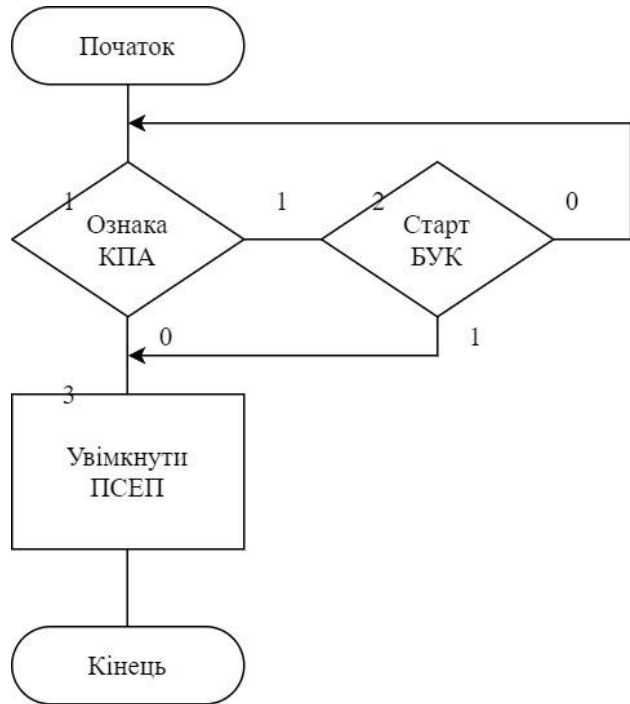 Початок
1
Ознака
КПА
1
2
Старт
БУК
0
0
1
3
Увімкнути
ПСЕП
Кінець